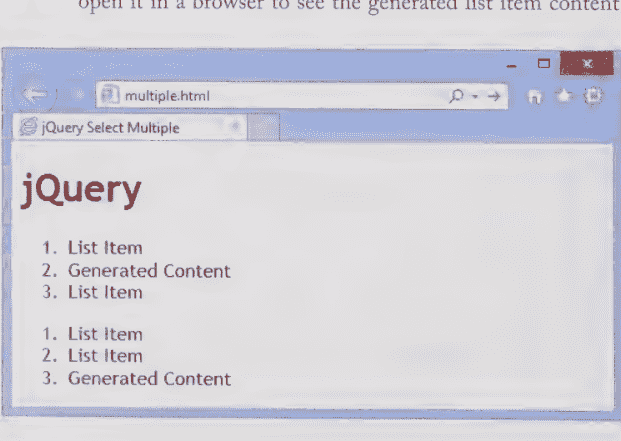 open it in a browser to see the generated list item content
multiple.html
jQuery Select Multiple
jQuery
1. List Item
2. Generated Content
3. List Item
1. List Item
2. List Item
3. Generated Content